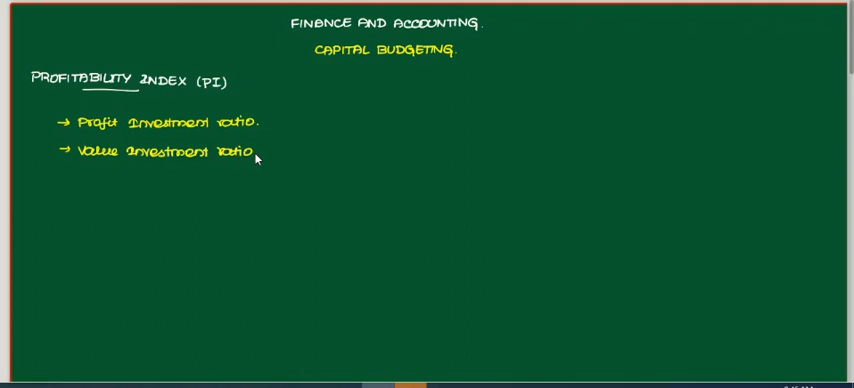 FINANCE AND ACCOUNTING.
CAPITAL BUDGETING.
PROFITABILITY INDEX (PI)
→ Profit Investment ratio.
→ Value Investment ratio